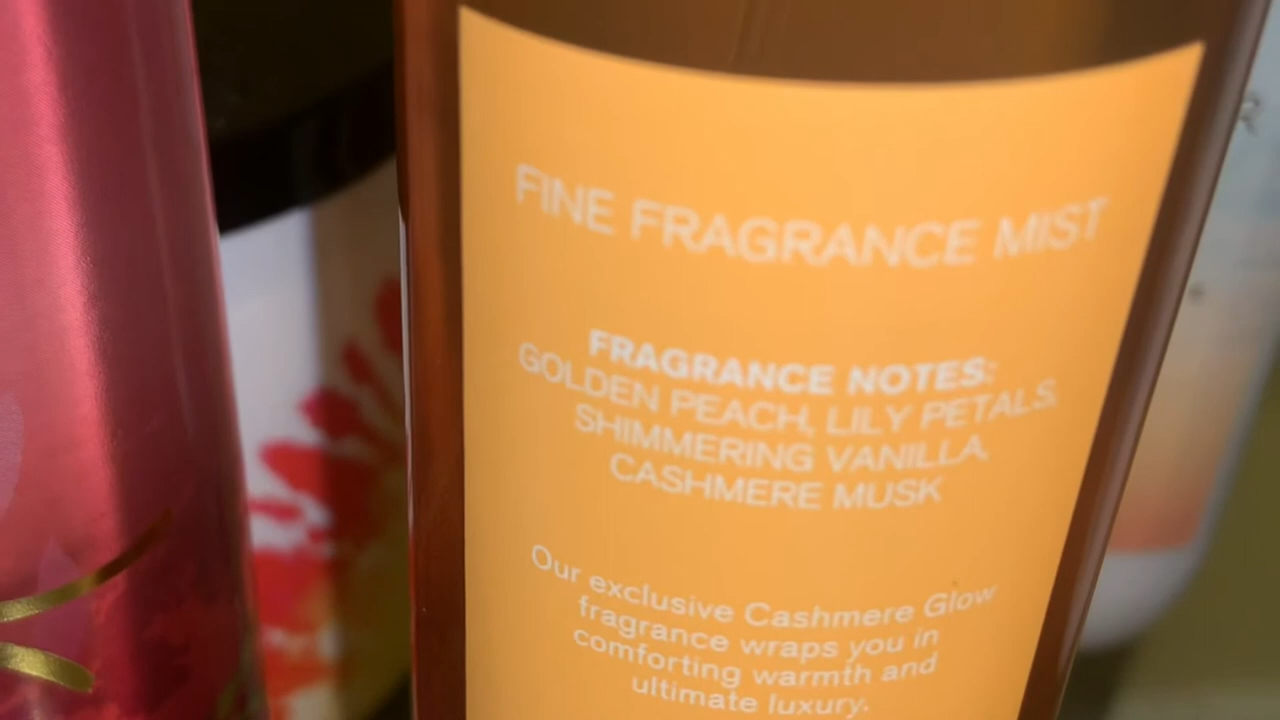 FINE FRAGRANCE MIST
FRAGRANCE NOTES:
GOLDEN PEACH, LILY PETALS,
SHIMMERING VANILLA,
CASHMERE MUSK
Our exclusive Cashmere Glow
fragrance wraps you in
comforting warmth and
ultimate luxury.